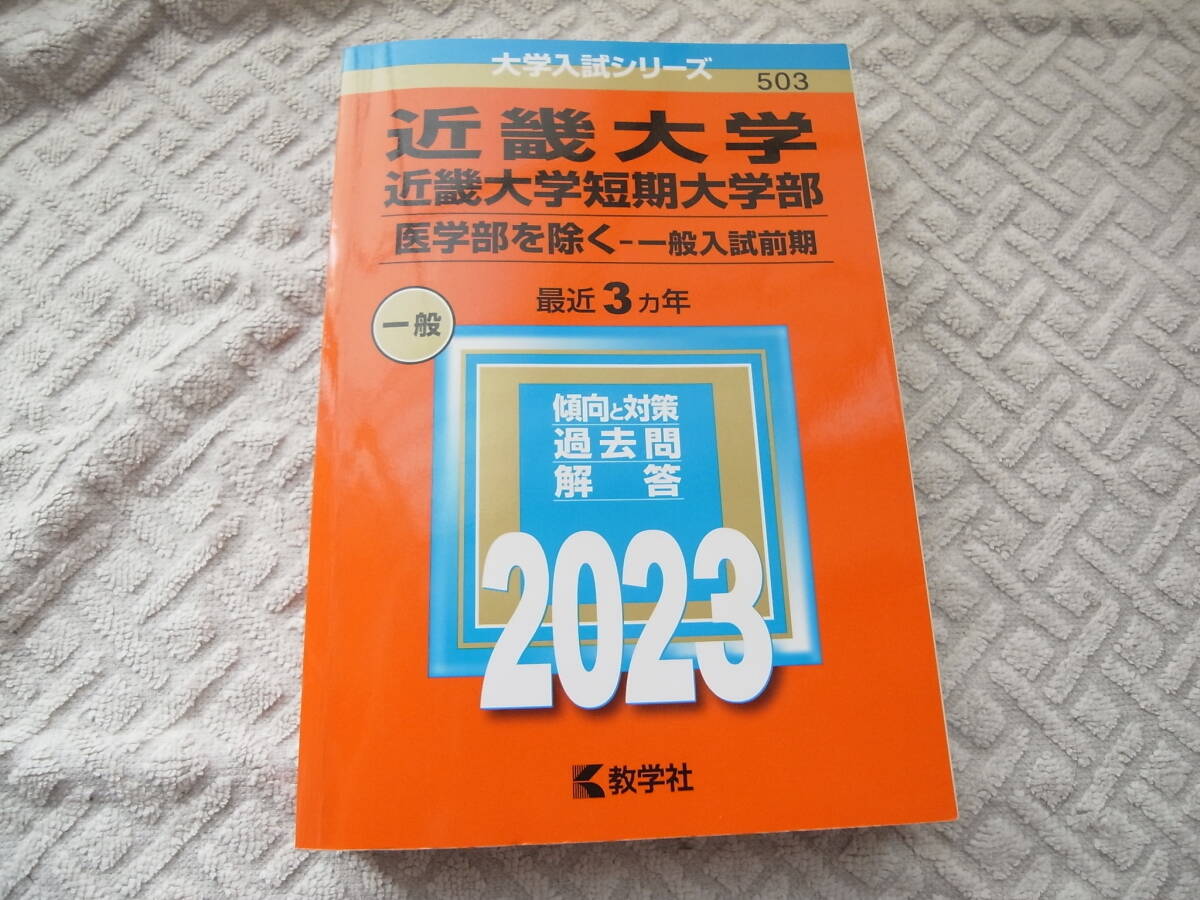 大学入試シリーズ
503
近畿大学
近畿大学短期大学部
医学部を除く-一般入試前期
最近3ヵ年
一般
傾向と対策
過去問
解答
2023
教学社